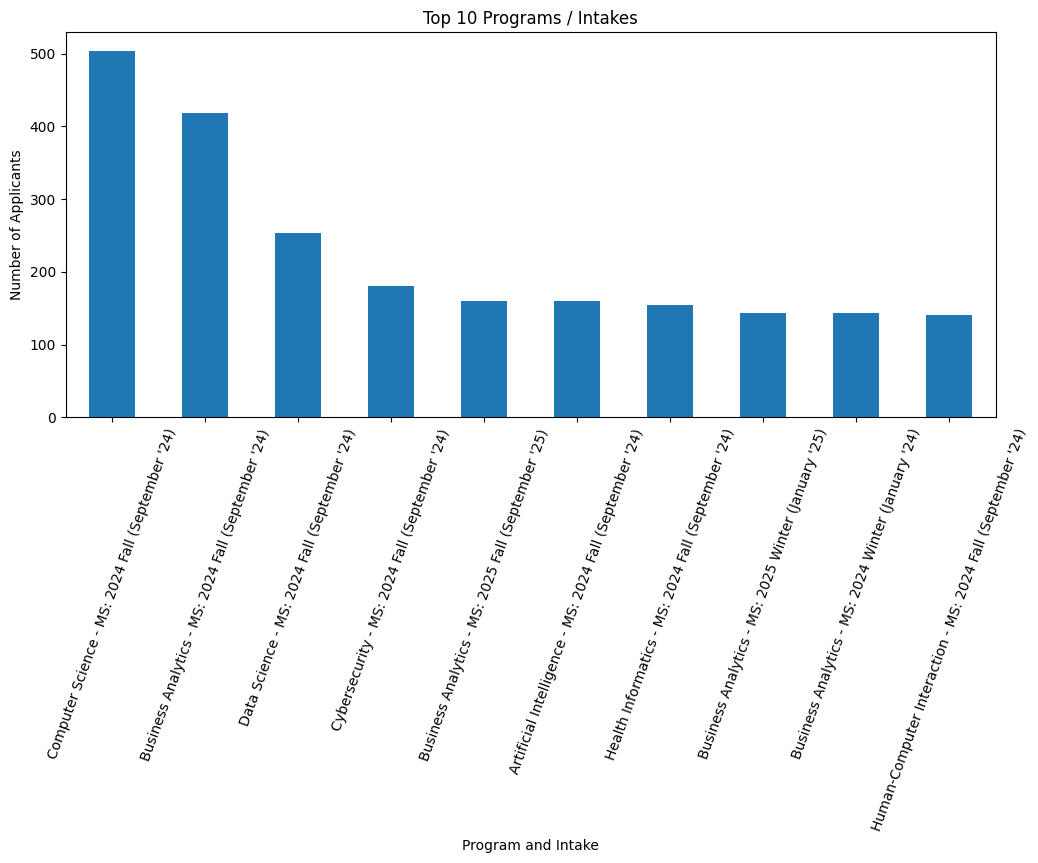 Top 10 Programs / Intakes
Number of Applicants
500
400
300
200
100
0
Computer Science - MS: 2024 Fall (September '24)
Business Analytics - MS: 2024 Fall (September '24)
Data Science - MS: 2024 Fall (September '24)
Cybersecurity - MS: 2024 Fall (September '24)
Business Analytics - MS: 2025 Fall (September '25)
Artificial Intelligence - MS: 2024 Fall (September '24)
Health Informatics - MS: 2024 Fall (September '24)
Business Analytics - MS: 2025 Winter (January '25)
Business Analytics - MS: 2024 Winter (January '24)
Human-Computer Interaction - MS: 2024 Fall (September '24)
Program and Intake